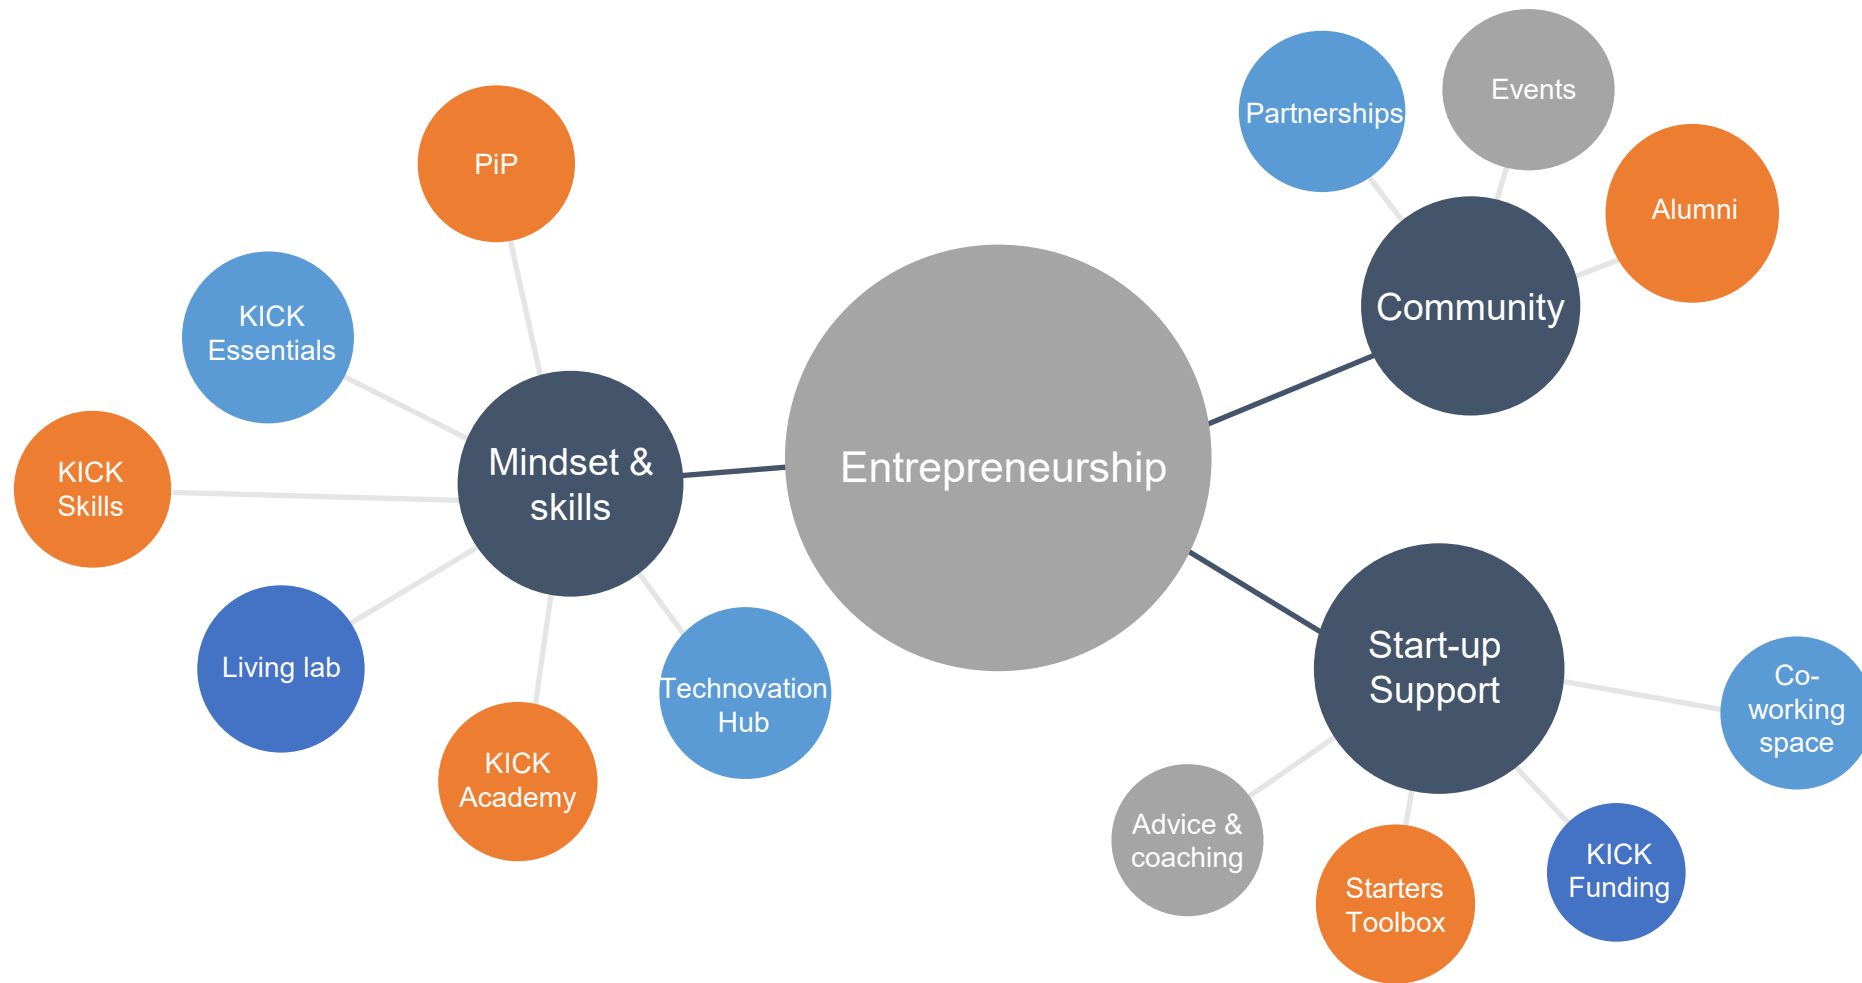 Events
Partnerships
PiP
Alumni
KICK
Essentials
Community
Mindset &
skills
Entrepreneurship
KICK
Skills
Living lab
Technovation
Hub
KICK
Academy
Start-up
Support
Co-
working
space
Advice &
coaching
Starters
Toolbox
KICK
Funding